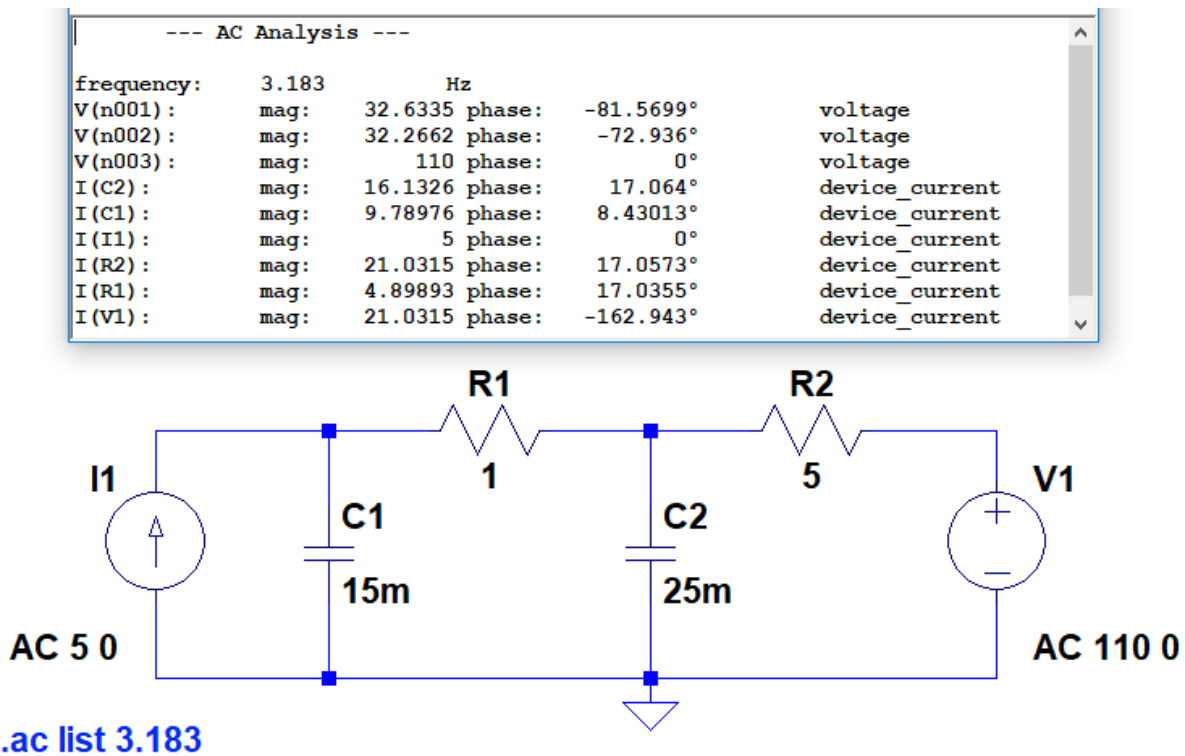 --- AC Analysis ---
frequency: 3.183 Hz
V(n001): mag: 32.6335 phase: -81.5699° voltage
V(n002): mag: 32.2662 phase: -72.936° voltage
V(n003): mag: 110 phase: 0° voltage
I(C2): mag: 16.1326 phase: 17.064° device_current
I(C1): mag: 9.78976 phase: 8.43013° device_current
I(I1): mag: 5 phase: 0° device_current
I(R2): mag: 21.0315 phase: 17.0573° device_current
I(R1): mag: 4.89893 phase: 17.0355° device_current
I(V1): mag: 21.0315 phase: -162.943° device_current
R1 R2
1 5
I1 V1
C1 C2
15m 25m
AC 5 0 AC 110 0
.ac list 3.183